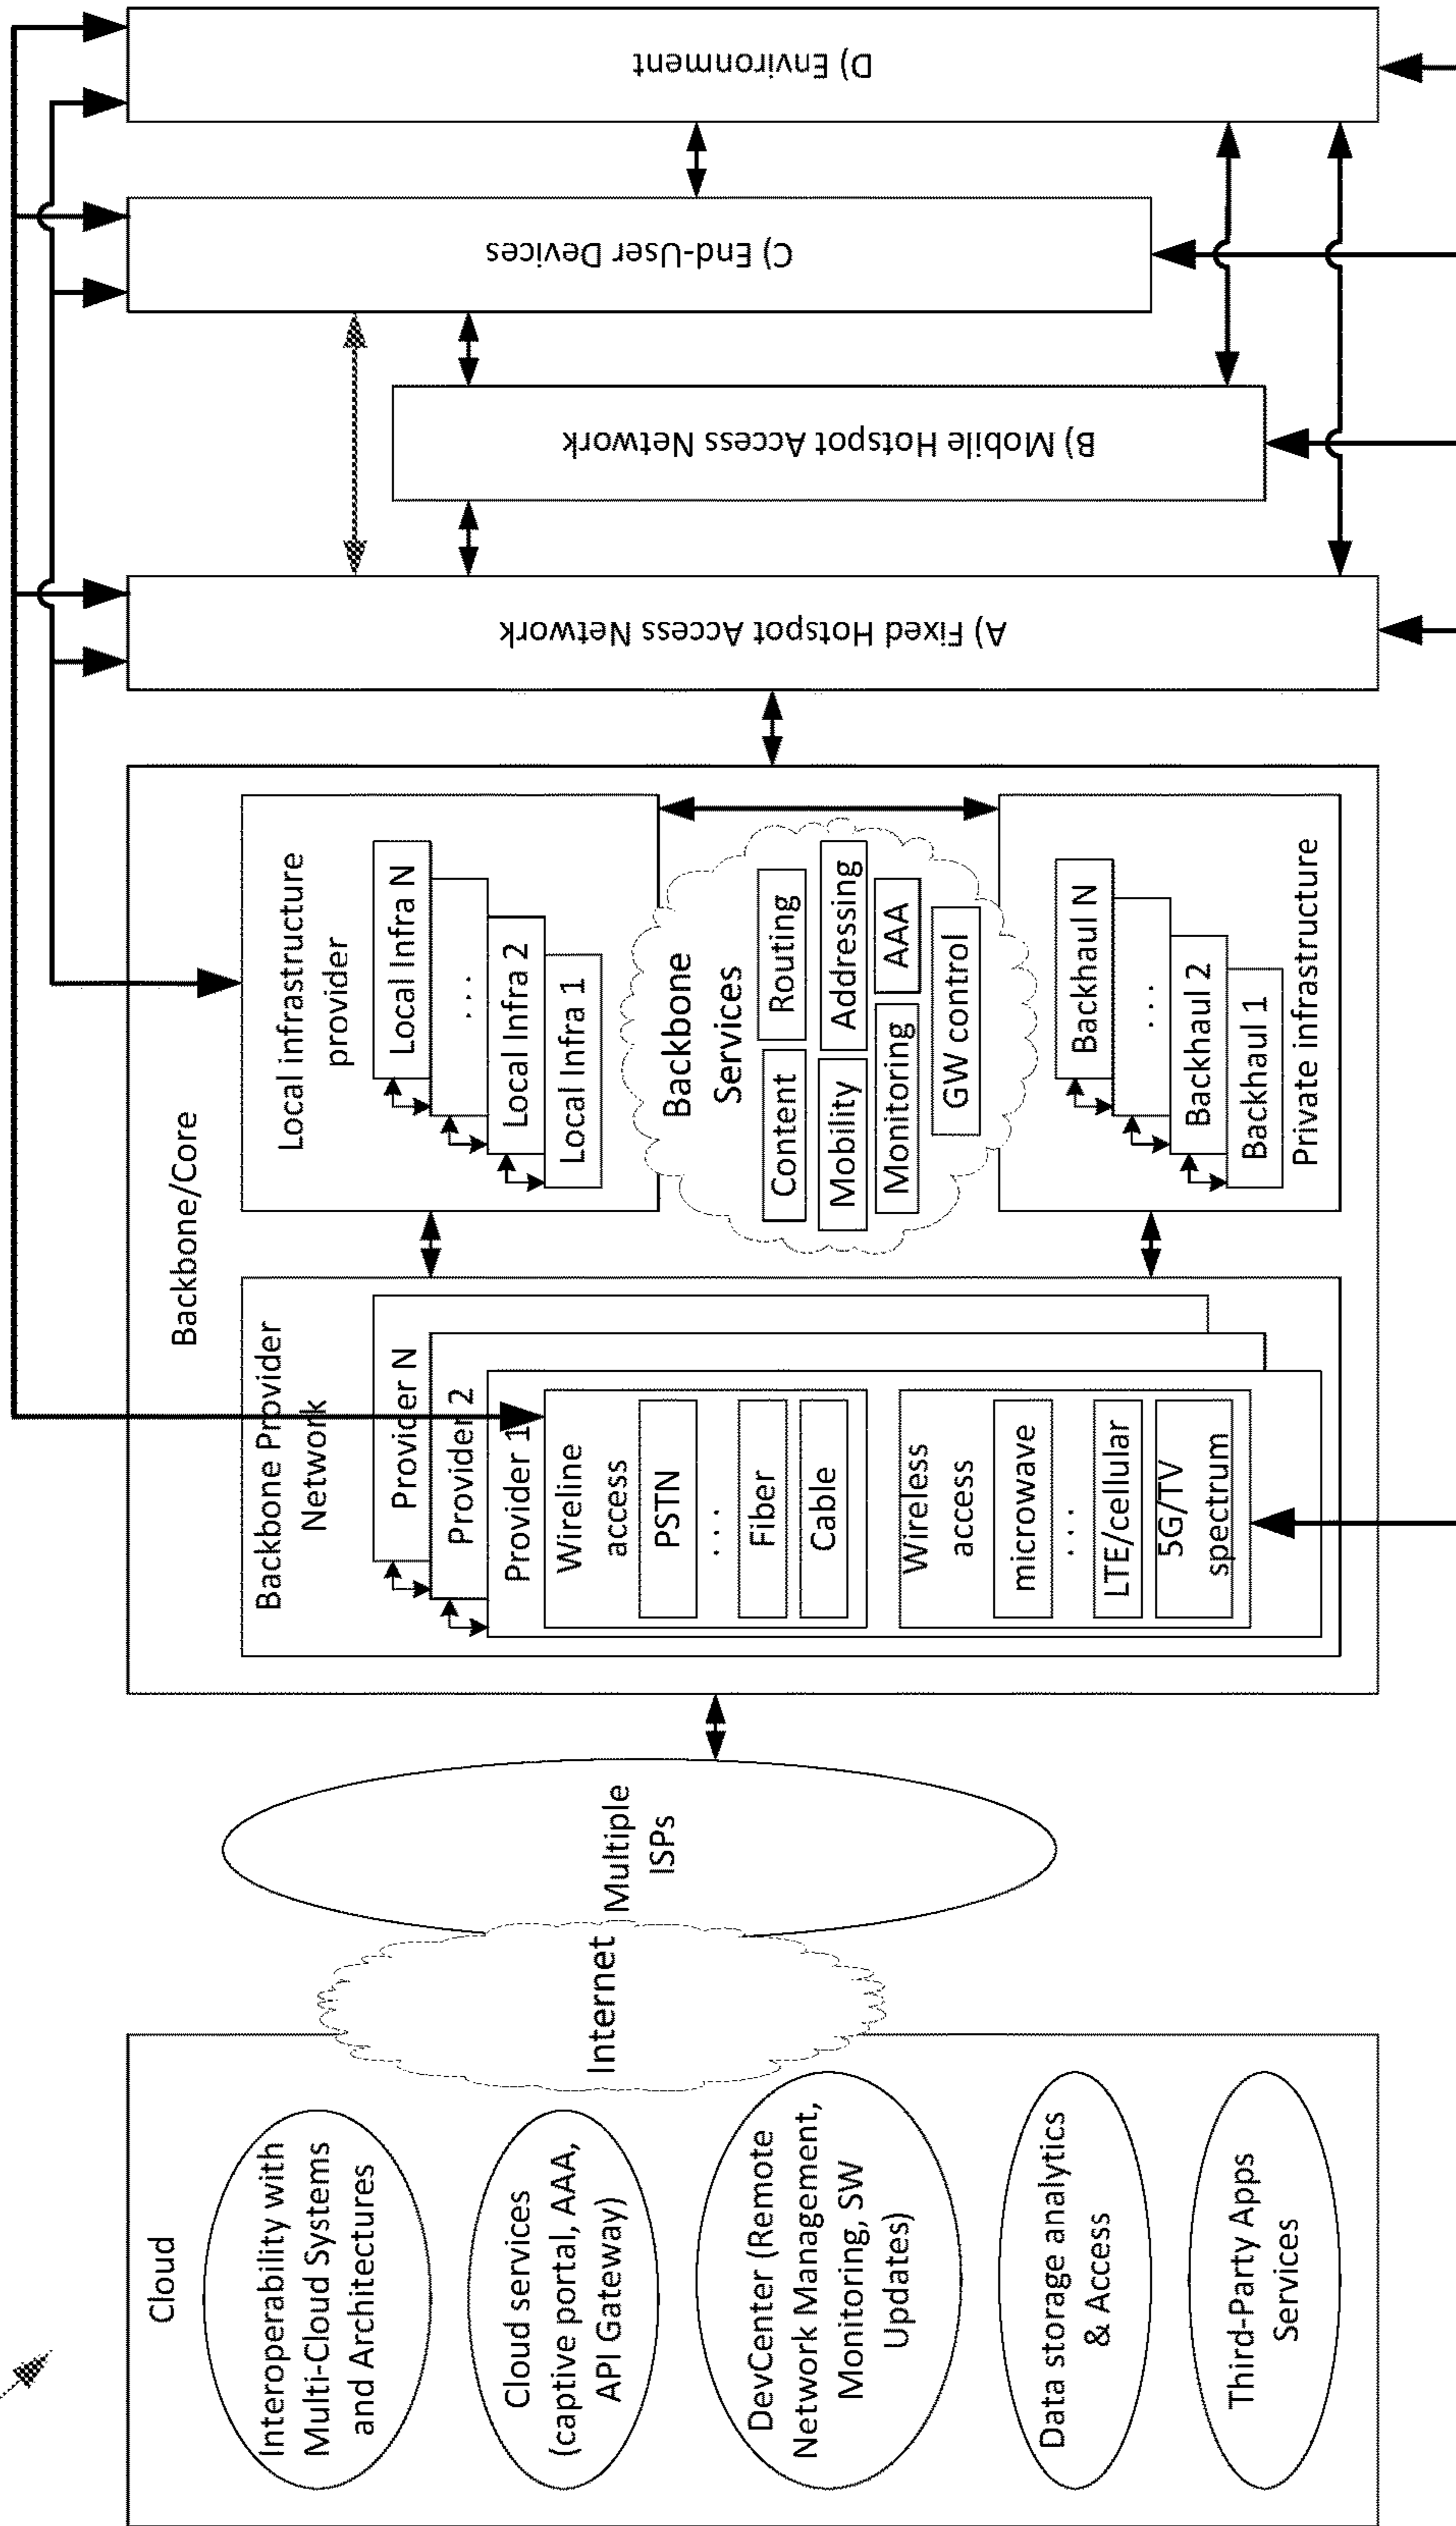 Cloud
Interoperability with
Multi-Cloud Systems
and Architectures
Cloud services
(captive portal, AAA,
API Gateway)
DevCenter (Remote
Network Management,
Monitoring, SW
Updates)
Data storage analytics
& Access
Third-Party Apps
Services
Internet
Multiple
ISPs
Backbone/Core
Backbone Provider
Network
Provider N
Provider 2
Provider 1
Wireline
access
PSTN
...
Fiber
Cable
Wireless
access
microwave
...
LTE/cellular
5G/TV
spectrum
Local infrastructure
provider
Local Infra N
...
Local Infra 2
Local Infra 1
Backbone
Services
Content
Routing
Mobility
Addressing
Monitoring
AAA
GW control
Backhaul N
...
Backhaul 2
Backhaul 1
Private infrastructure
A) Fixed Hotspot Access Network
B) Mobile Hotspot Access Network
C) End-User Devices
D) Environment